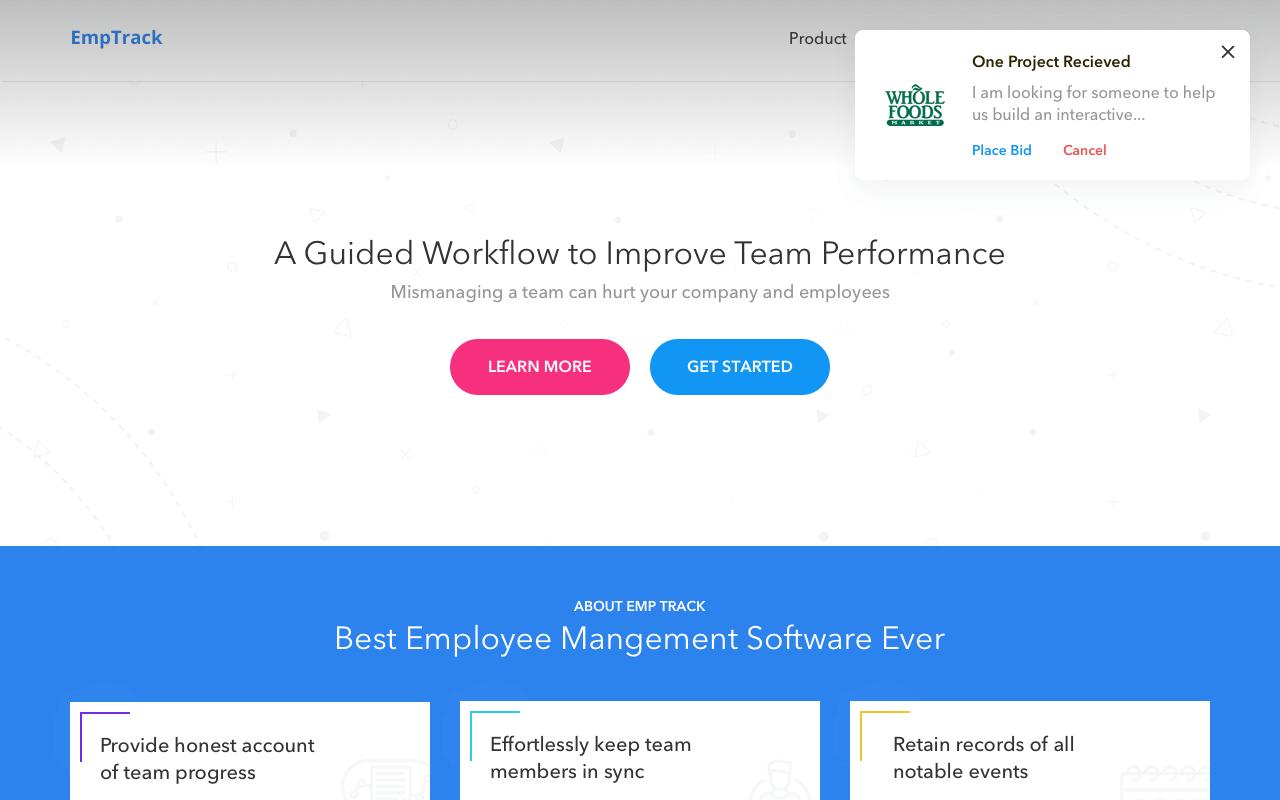 EmpTrack
Product
One Project Recieved
I am looking for someone to help
us build an interactive...
WHOLE
FOODS
MARKET
Place Bid
Cancel
A Guided Workflow to Improve Team Performance
Mismanaging a team can hurt your company and employees
LEARN MORE
GET STARTED
ABOUT EMP TRACK
Best Employee Mangement Software Ever
Provide honest account
of team progress
Effortlessly keep team
members in sync
Retain records of all
notable events